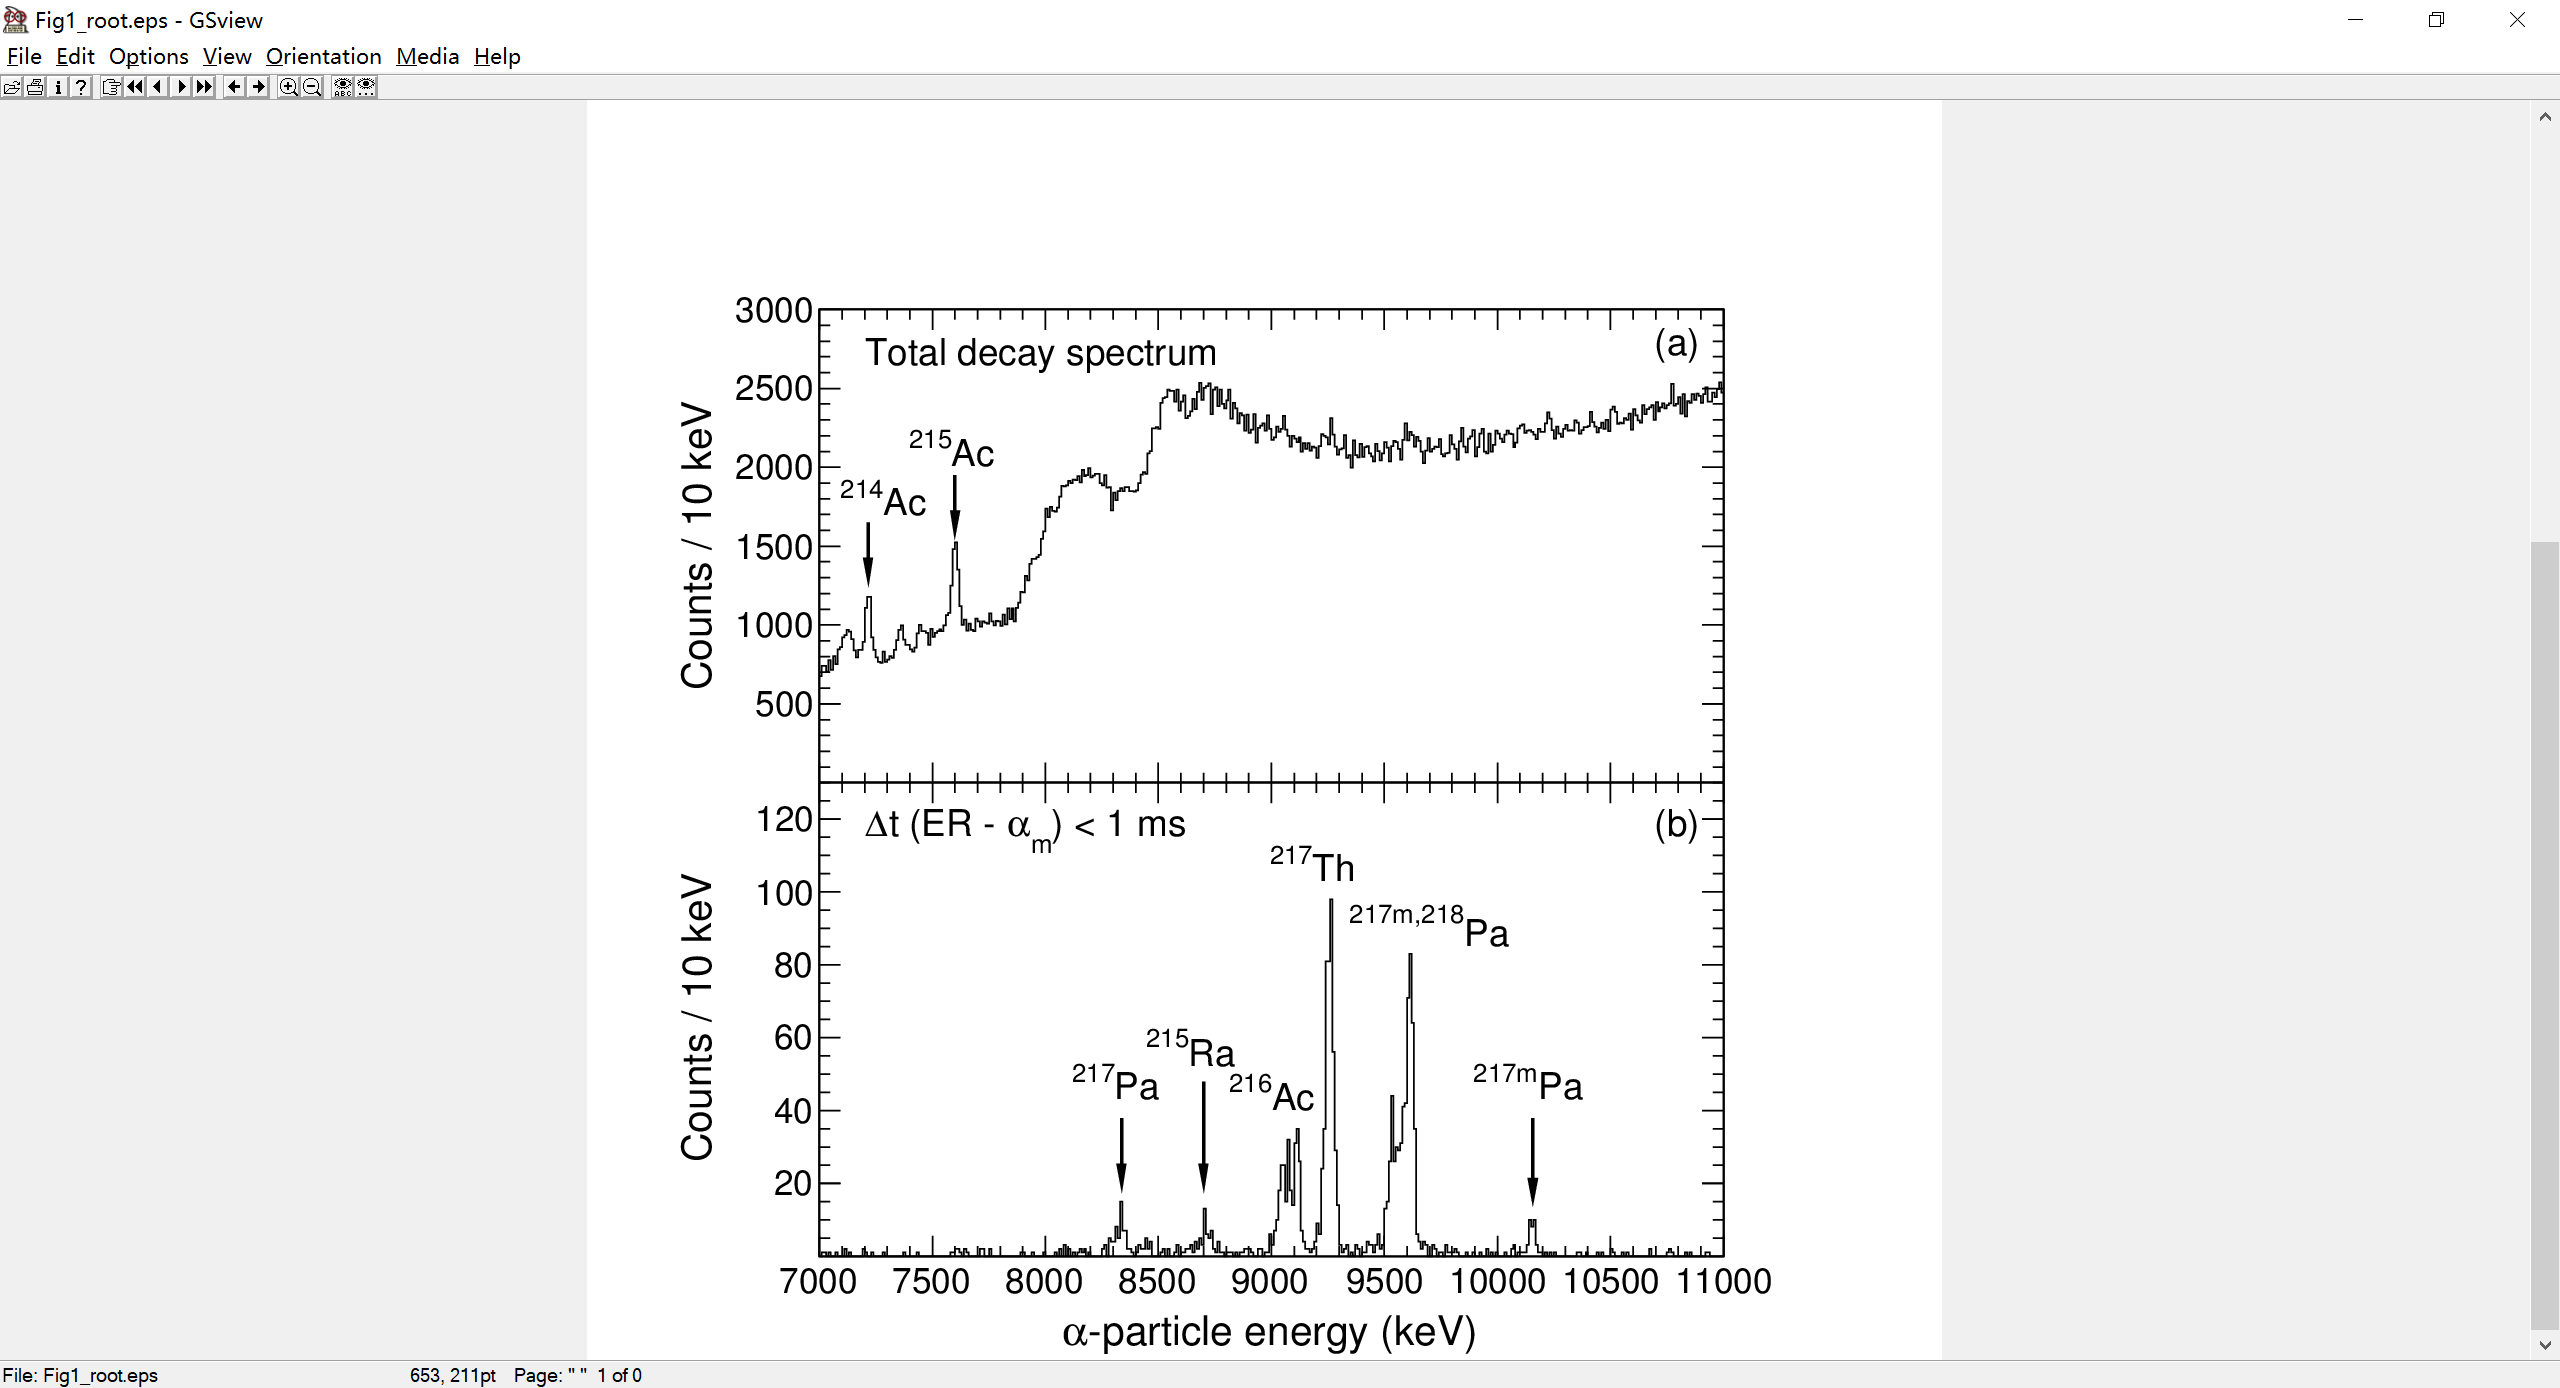 Fig1_root.eps - GSview
File Edit Options View Orientation Media Help
3000
Total decay spectrum
(a)
2500
215Ac
2000
214Ac
1500
1000
500
Counts / 10 keV
120
Δt (ER - αm) < 1 ms
(b)
217Th
100
217m,218Pa
80
60
215Ra
217Pa
216Ac
217mPa
40
20
Counts / 10 keV
7000 7500 8000 8500 9000 9500 10000 10500 11000
α-particle energy (keV)
File: Fig1_root.eps 653, 211pt Page: " " 1 of 0